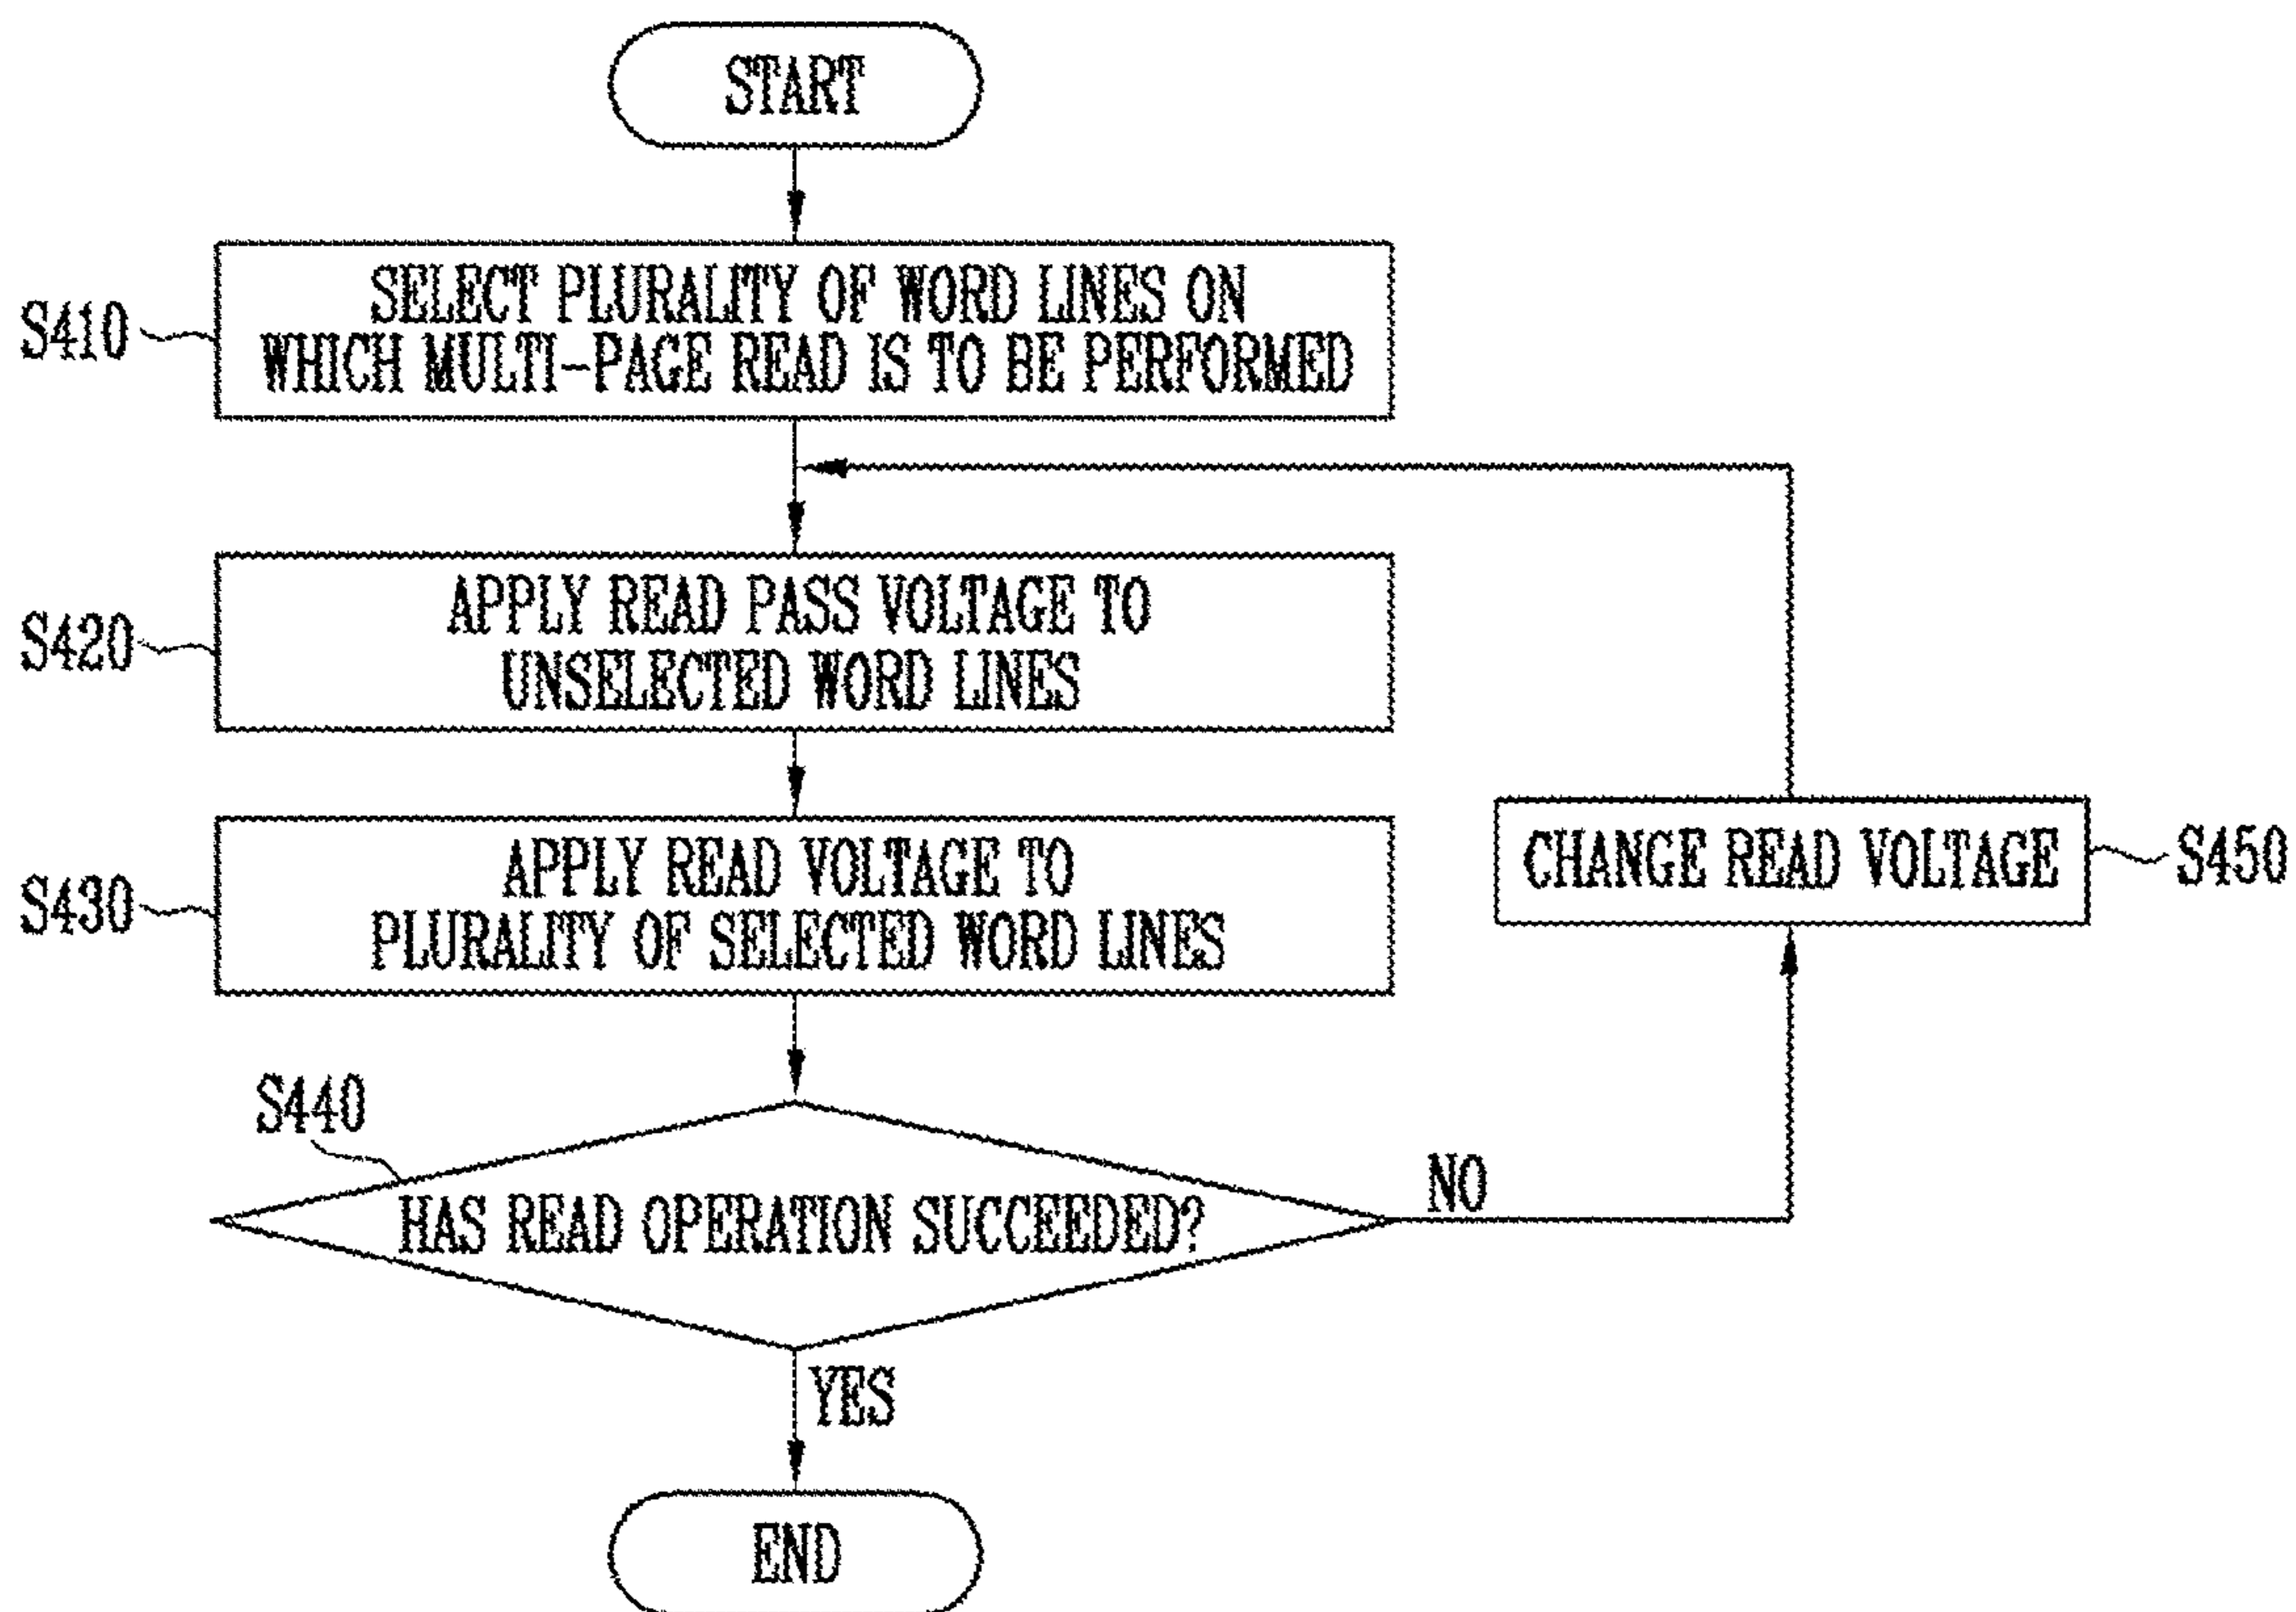 START
S410
SELECT PLURALITY OF WORD LINES ON
WHICH MULTI-PAGE READ IS TO BE PERFORMED
S420
APPLY READ PASS VOLTAGE TO
UNSELECTED WORD LINES
S430
APPLY READ VOLTAGE TO
PLURALITY OF SELECTED WORD LINES
CHANGE READ VOLTAGE
S450
S440
HAS READ OPERATION SUCCEEDED?
NO
YES
END